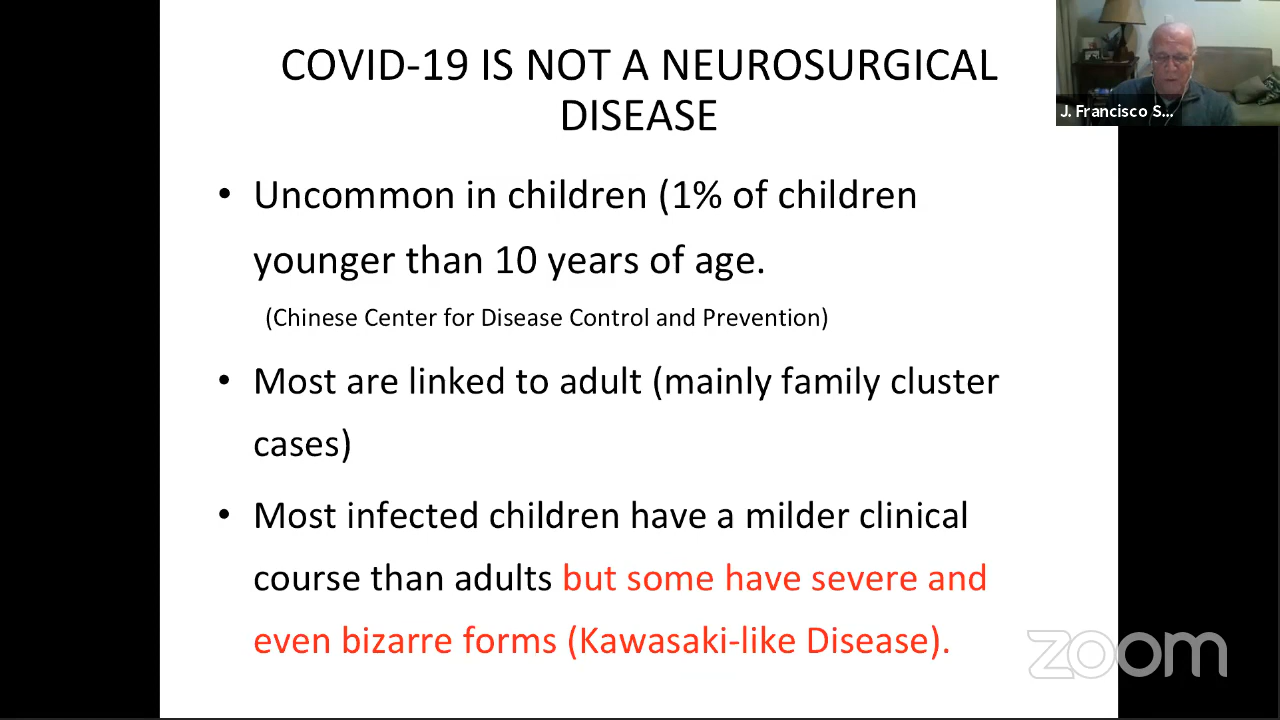 COVID-19 IS NOT A NEUROSURGICAL
DISEASE
J. Francisco S...
• Uncommon in children (1% of children
younger than 10 years of age.
(Chinese Center for Disease Control and Prevention)
• Most are linked to adult (mainly family cluster
cases)
• Most infected children have a milder clinical
course than adults but some have severe and
even bizarre forms (Kawasaki-like Disease).
zoom